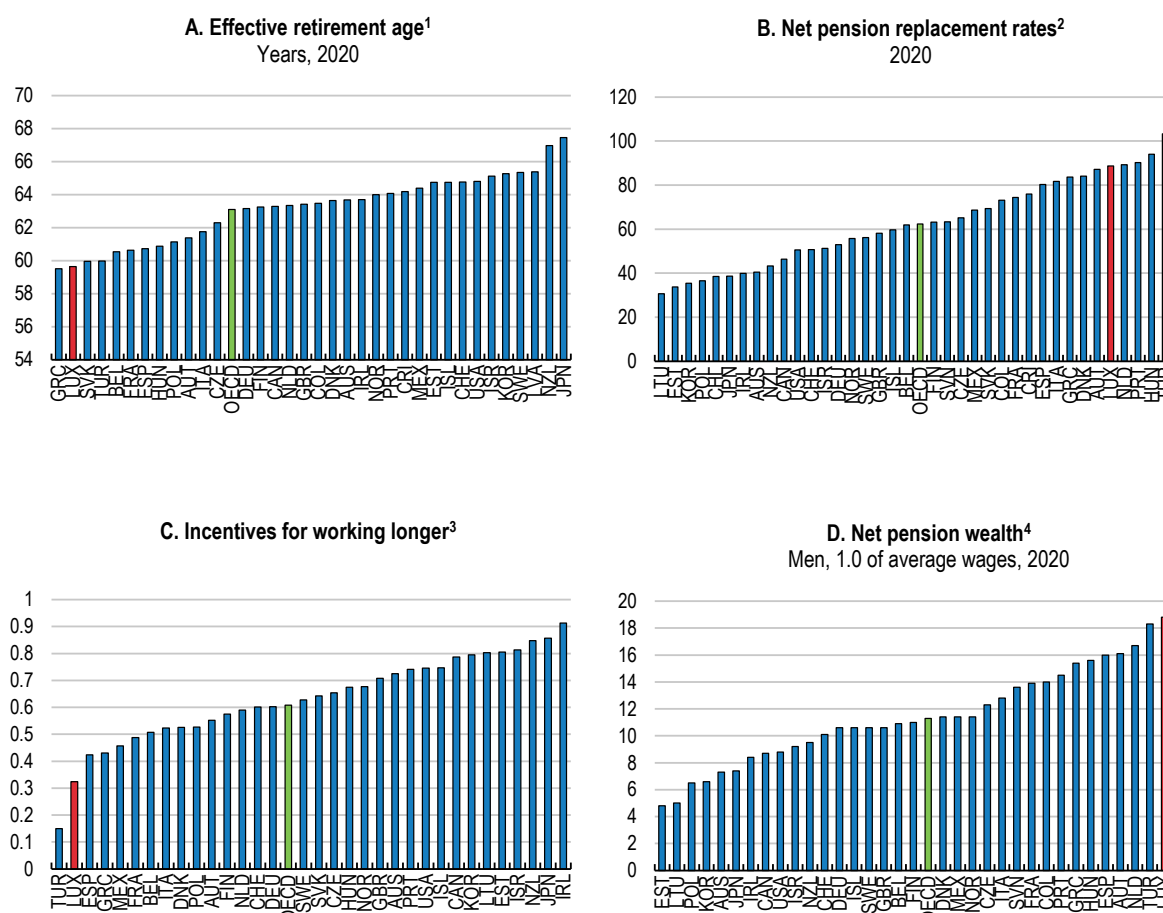 A. Effective retirement age¹
Years, 2020
70
68
66
64
62
60
58
56
54
GRC
LUX
SVK
TUR
BEL
FRA
ESP
HUN
POL
AUT
ITA
CZE
OECD
DEU
FIN
CAN
NLD
GBR
COL
DNK
AUS
IRL
NOR
PRT
CRI
MEX
EST
CHE
USA
KOR
LVA
NZL
JPN
B. Net pension replacement rates²
2020
120
100
80
60
40
20
0
LTU
EST
KOR
POL
CHL
JPN
IRL
AUS
NZL
CAN
USA
CHE
ISR
DEU
NOR
SWE
GBR
ISL
BEL
OECD
FIN
SVN
CZE
MEX
SVK
COL
FRA
CRI
ESP
ITA
GRC
DNK
AUT
LUX
NLD
PRT
HUN
C. Incentives for working longer³
1
0.9
0.8
0.7
0.6
0.5
0.4
0.3
0.2
0.1
0
TUR
LUX
ESP
GRC
MEX
FRA
BEL
ITA
DNK
POL
AUT
FIN
NLD
CHE
DEU
OECD
SWE
SVK
CZE
HUN
NOR
GBR
AUS
PRT
USA
ISL
CAN
KOR
LTU
EST
ISR
NZL
JPN
IRL
D. Net pension wealth⁴
Men, 1.0 of average wages, 2020
20
18
16
14
12
10
8
6
4
2
0
EST
LTU
POL
KOR
AUS
JPN
IRL
CAN
USA
ISR
NZL
CHE
DEU
ISL
SWE
GBR
BEL
FIN
OECD
DNK
MEX
NOR
CZE
ITA
SVN
FRA
COL
PRT
GRC
HUN
ESP
AUT
NLD
TUR